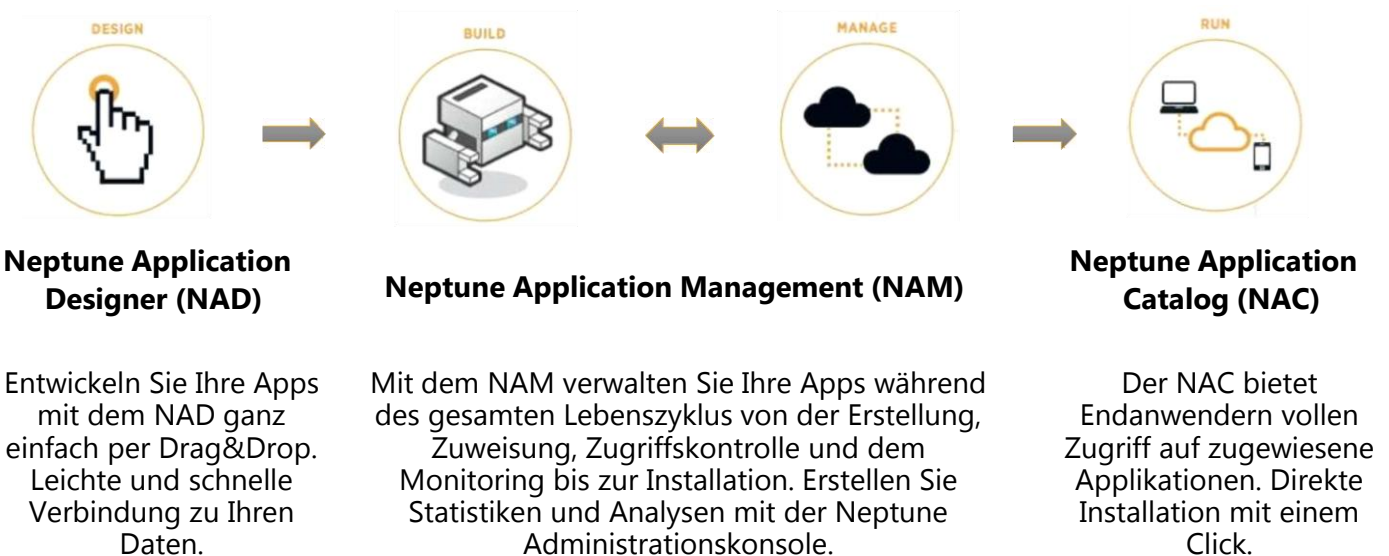 DESIGN
BUILD
MANAGE
RUN
Neptune Application
Designer (NAD)
Neptune Application Management (NAM)
Neptune Application
Catalog (NAC)
Entwickeln Sie Ihre Apps
mit dem NAD ganz
einfach per Drag&Drop.
Leichte und schnelle
Verbindung zu Ihren
Daten.
Mit dem NAM verwalten Sie Ihre Apps während
des gesamten Lebenszyklus von der Erstellung,
Zuweisung, Zugriffskontrolle und dem
Monitoring bis zur Installation. Erstellen Sie
Statistiken und Analysen mit der Neptune
Administrationskonsole.
Der NAC bietet
Endanwendern vollen
Zugriff auf zugewiesene
Applikationen. Direkte
Installation mit einem
Click.